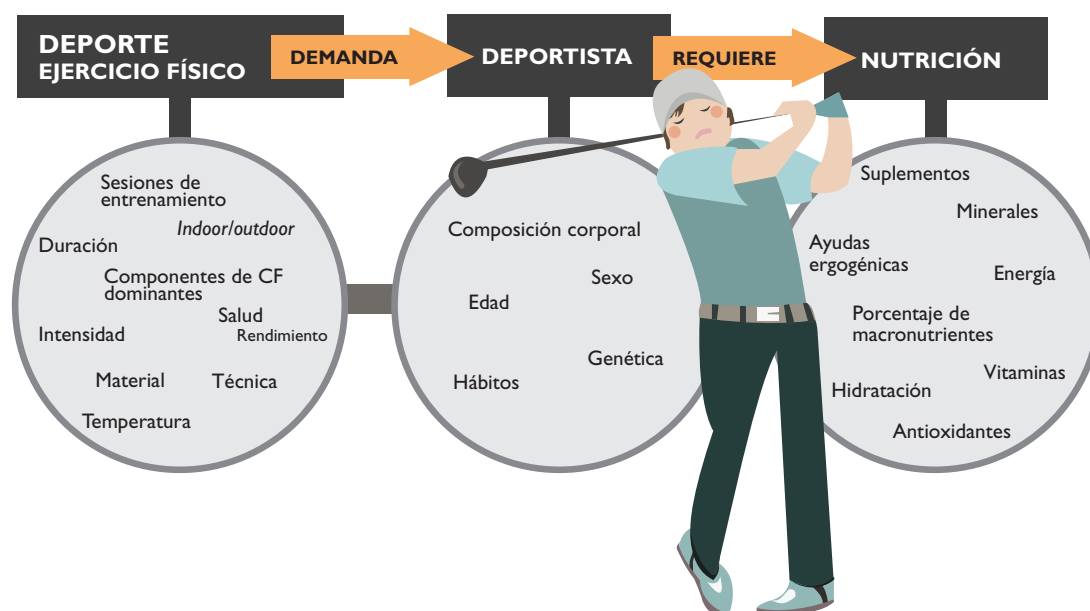 DEPORTE
EJERCICIO FÍSICO
DEMANDA
DEPORTISTA
REQUIERE
NUTRICIÓN
Sesiones de
entrenamiento
Indoor/outdoor
Duración
Componentes de CF
dominantes
Salud
Rendimiento
Intensidad
Material
Técnica
Temperatura
Composición corporal
Sexo
Edad
Genética
Hábitos
Suplementos
Minerales
Ayudas
ergogénicas
Energía
Porcentaje de
macronutrientes
Vitaminas
Hidratación
Antioxidantes